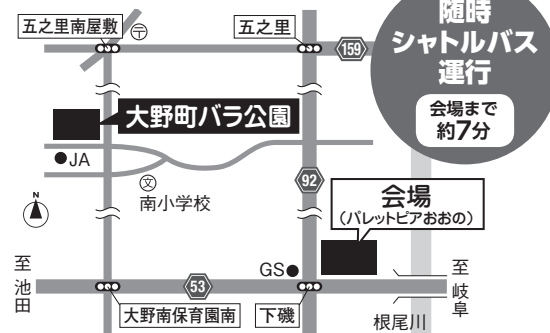 五之里南屋敷
〒
五之里
159
随時
シャトルバス
運行
会場まで
約7分
大野町バラ公園
JA
文
南小学校
92
会場
(パレットピアおおの)
N
至
池田
GS
53
大野南保育園南
下磯
至
岐阜
根尾川